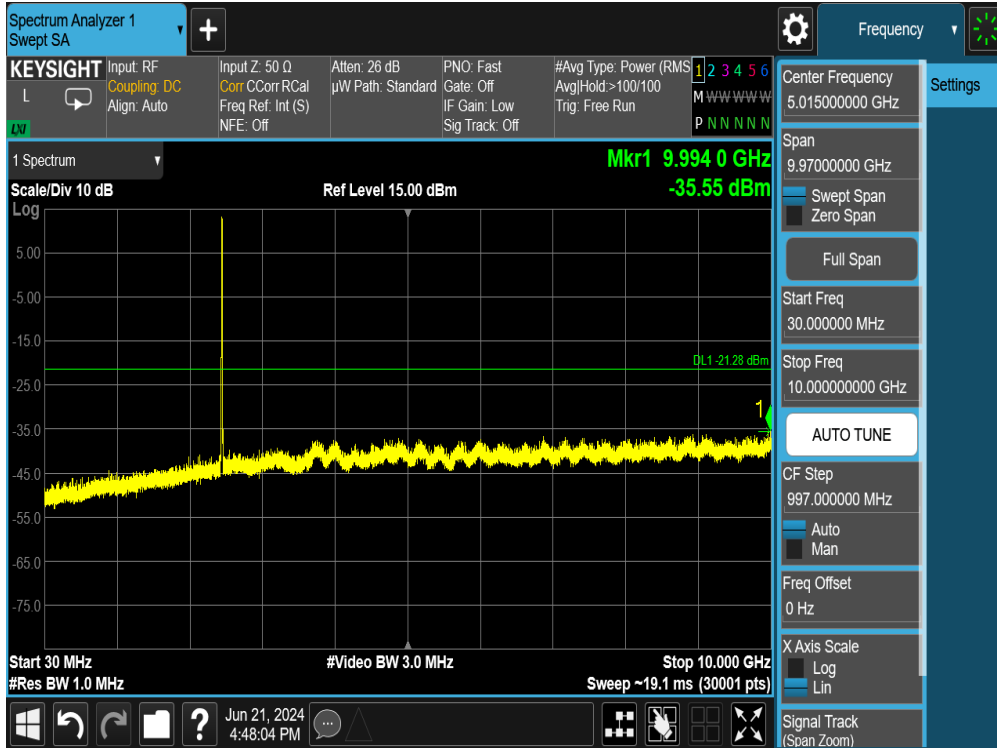 Spectrum Analyzer 1
Swept SA
+
Frequency
KEYSIGHT
L
LXI
Input: RF
Coupling: DC
Align: Auto
Input Z: 50 Ω
Corr CCorr RCal
Freq Ref: Int (S)
NFE: Off
Atten: 26 dB
µW Path: Standard
PNO: Fast
Gate: Off
IF Gain: Low
Sig Track: Off
#Avg Type: Power (RMS
Avg|Hold:>100/100
Trig: Free Run
1 2 3 4 5 6
M W W W W W W
P N N N N N N
1 Spectrum
Mkr1 9.994 0 GHz
-35.55 dBm
Scale/Div 10 dB
Ref Level 15.00 dBm
Log
5.00
-5.00
-15.0
DL1 -21.28 dBm
-25.0
1
-35.0
-45.0
-55.0
-65.0
-75.0
Start 30 MHz
#Video BW 3.0 MHz
Stop 10.000 GHz
#Res BW 1.0 MHz
Sweep ~19.1 ms (30001 pts)
Center Frequency
5.015000000 GHz
Settings
Span
9.97000000 GHz
Swept Span
Zero Span
Full Span
Start Freq
30.000000 MHz
Stop Freq
10.000000000 GHz
AUTO TUNE
CF Step
997.000000 MHz
Auto
Man
Freq Offset
0 Hz
X Axis Scale
Log
Lin
Signal Track
(Span Zoom)
?
Jun 21, 2024
4:48:04 PM